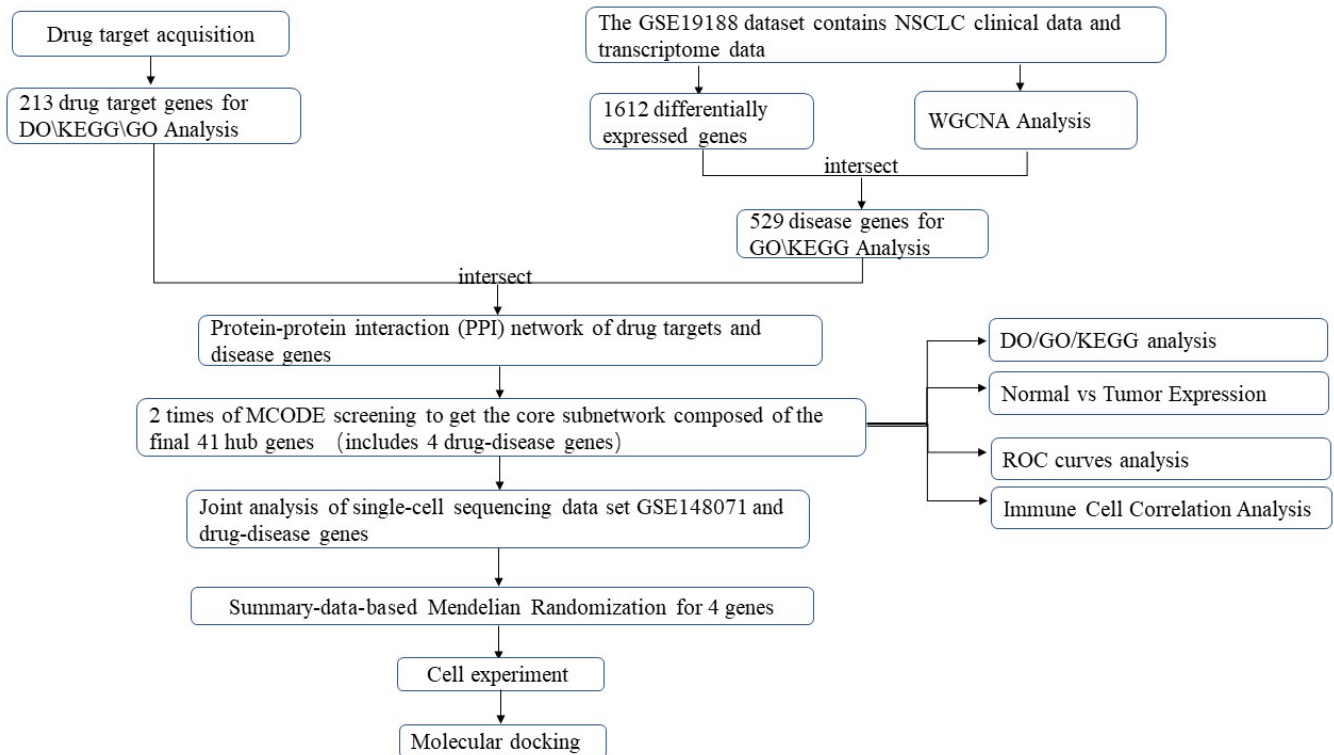 Drug target acquisition
The GSE19188 dataset contains NSCLC clinical data and
transcriptome data
213 drug target genes for
DO\KEGG\GO Analysis
1612 differentially
expressed genes
WGCNA Analysis
intersect
529 disease genes for
GO\KEGG Analysis
intersect
Protein-protein interaction (PPI) network of drug targets and
disease genes
2 times of MCODE screening to get the core subnetwork composed of the
final 41 hub genes （includes 4 drug-disease genes）
DO/GO/KEGG analysis
Normal vs Tumor Expression
ROC curves analysis
Immune Cell Correlation Analysis
Joint analysis of single-cell sequencing data set GSE148071 and
drug-disease genes
Summary-data-based Mendelian Randomization for 4 genes
Cell experiment
Molecular docking